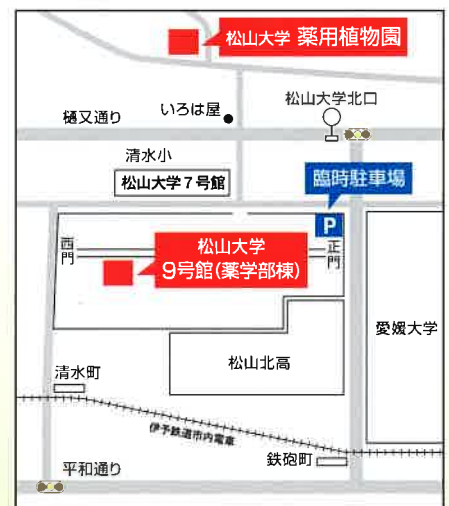 松山大学 薬用植物園
松山大学北口
いろは屋
樋又通り
清水小
松山大学7号館
臨時駐車場
P
西門
松山大学
9号館(薬学部棟)
正門
愛媛大学
松山北高
清水町
伊予鉄道市内電車
鉄砲町
平和通り